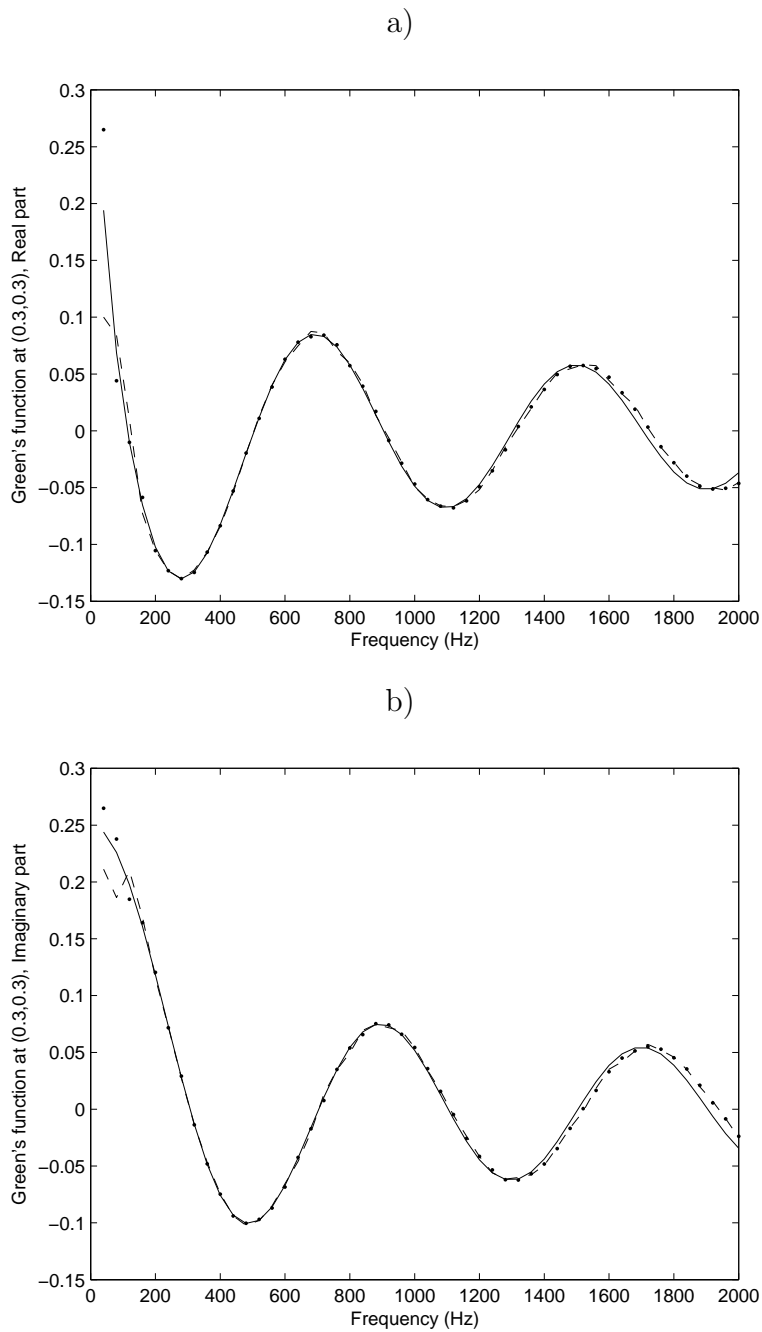 a)
0.3
0.25
0.2
0.15
0.1
0.05
0
−0.05
−0.1
−0.15
0 200 400 600 800 1000 1200 1400 1600 1800 2000
Frequency (Hz)
Green's function at (0.3,0.3), Real part
b)
0.3
0.25
0.2
0.15
0.1
0.05
0
−0.05
−0.1
−0.15
0 200 400 600 800 1000 1200 1400 1600 1800 2000
Frequency (Hz)
Green's function at (0.3,0.3), Imaginary part